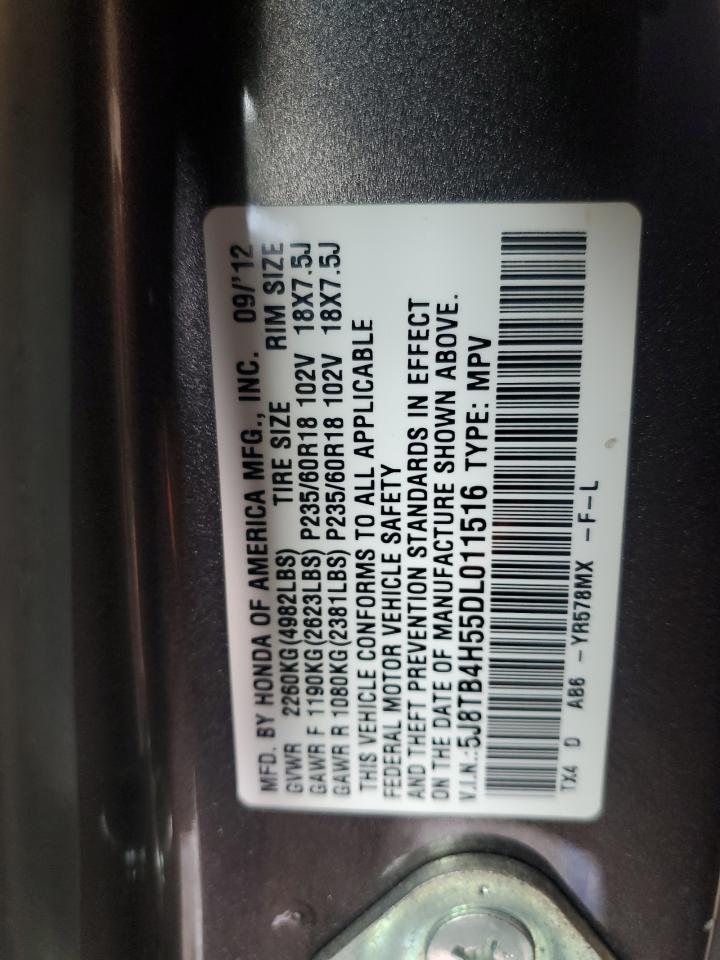 MFD. BY HONDA OF AMERICA MFG., INC. 09/'12
GVWR 2260KG(4982LBS) TIRE SIZE RIM SIZE
GAWR F 1190KG(2623LBS) P235/60R18 102V 18X7.5J
GAWR R 1080KG(2381LBS) P235/60R18 102V 18X7.5J
THIS VEHICLE CONFORMS TO ALL APPLICABLE
FEDERAL MOTOR VEHICLE SAFETY
AND THEFT PREVENTION STANDARDS IN EFFECT
ON THE DATE OF MANUFACTURE SHOWN ABOVE.
V.I.N.:5J8TB4H55DL011516 TYPE: MPV
TX4 D AB6 -YR578MX -F-L